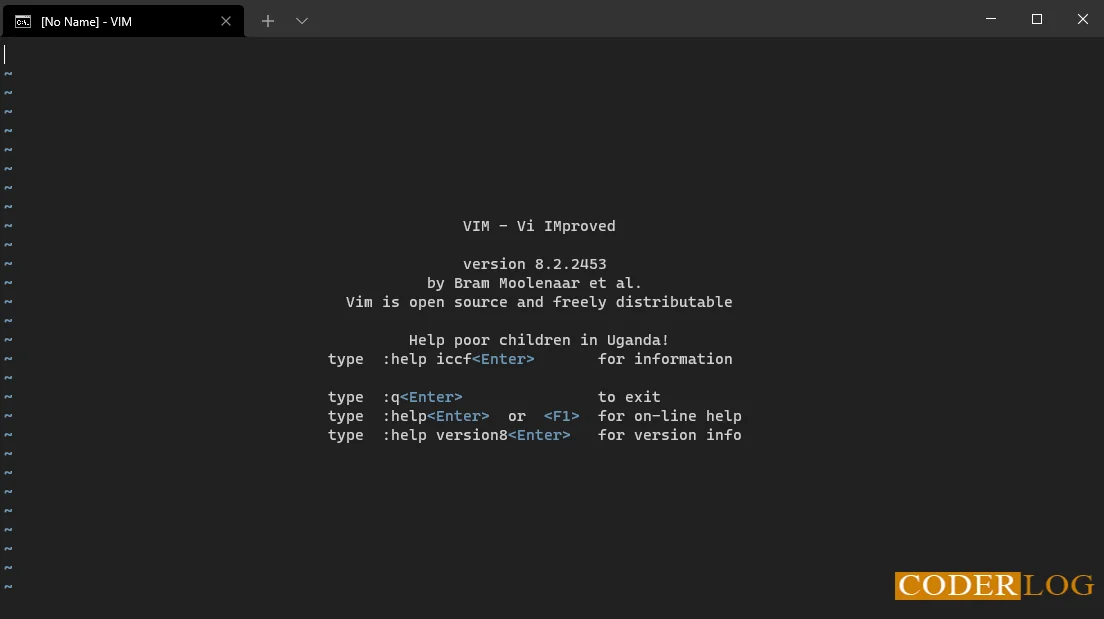 [No Name] - VIM
~
~
~
~
~
~
~
~
~
VIM - Vi IMproved
~
~
version 8.2.2453
~
by Bram Moolenaar et al.
~
Vim is open source and freely distributable
~
~
Help poor children in Uganda!
~
type :help iccf<Enter> for information
~
~
type :q<Enter> to exit
~
type :help<Enter> or <F1> for on-line help
~
type :help version8<Enter> for version info
~
~
~
~
~
~
~
~
CODERLOG